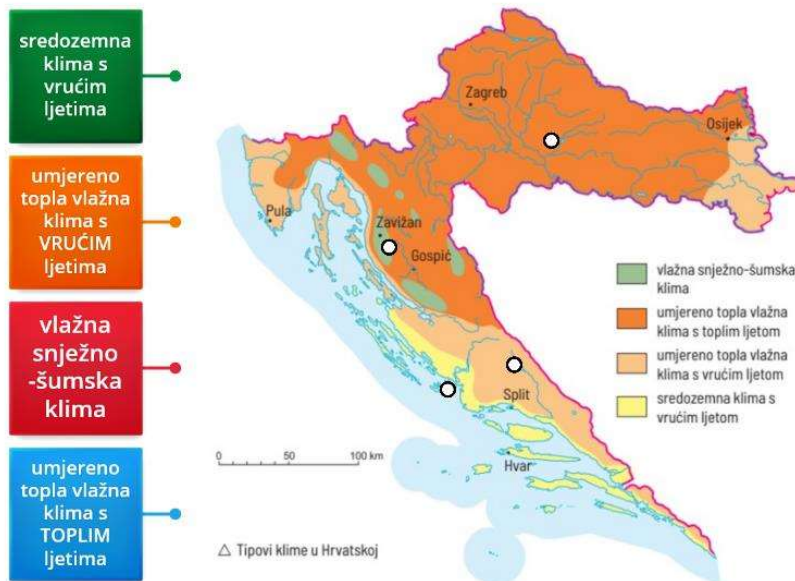 sredozemna
klima s
vrućim
ljetima
umjereno
topla vlažna
klima s
VRUĆIM
ljetima
vlažna
snježno
-šumska
klima
umjereno
topla vlažna
klima s
TOPLIM
ljetima
Zagreb
Osijek
Pula
Zavižan
Gospić
Split
Hvar
vlažna snježno-šumska
klima
umjereno topla vlažna
klima s toplim ljetom
umjereno topla vlažna
klima s vrućim ljetom
sredozemna klima s
vrućim ljetom
0 50 100 km
△ Tipovi klime u Hrvatskoj